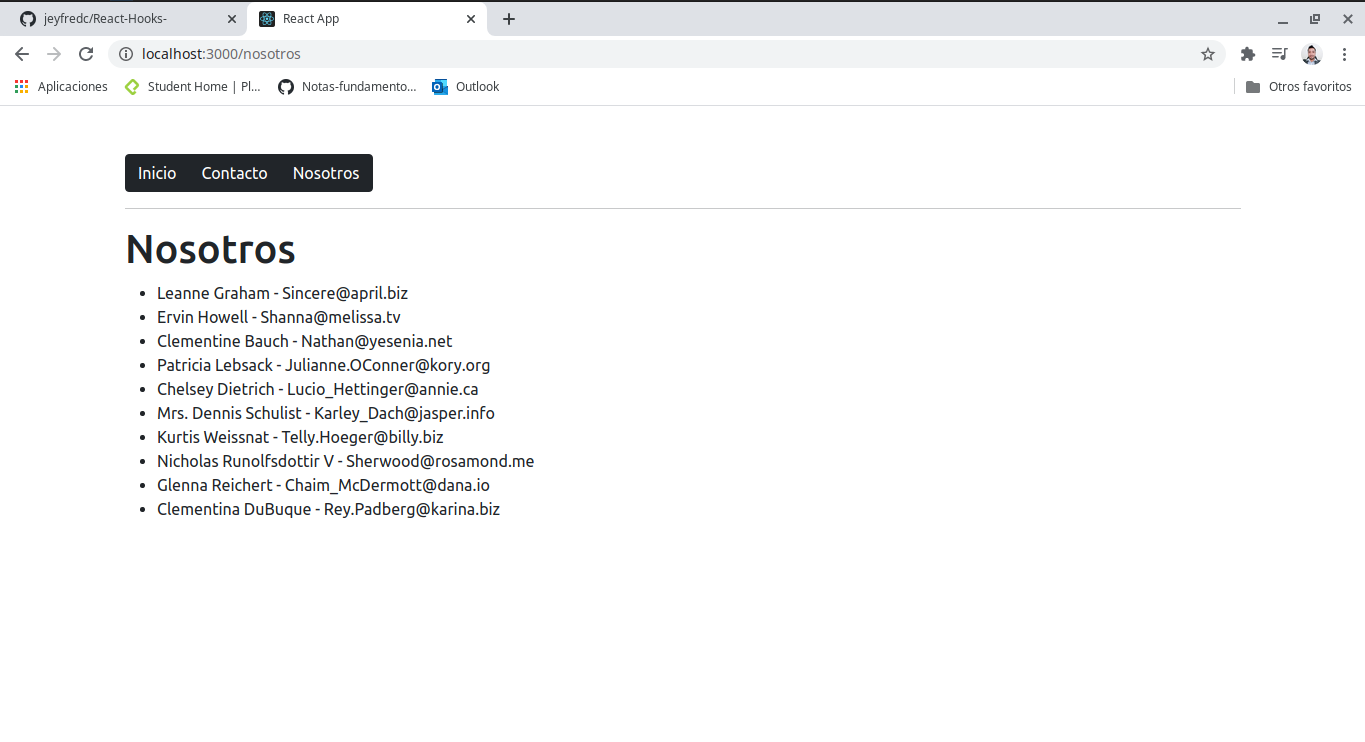 jeyfredc/React-Hooks-
React App
localhost:3000/nosotros
Aplicaciones Student Home | Pl... Notas-fundamento... Outlook Otros favoritos
Inicio Contacto Nosotros
Nosotros
Leanne Graham - Sincere@april.biz
Ervin Howell - Shanna@melissa.tv
Clementine Bauch - Nathan@yesenia.net
Patricia Lebsack - Julianne.OConner@kory.org
Chelsey Dietrich - Lucio_Hettinger@annie.ca
Mrs. Dennis Schulist - Karley_Dach@jasper.info
Kurtis Weissnat - Telly.Hoeger@billy.biz
Nicholas Runolfsdottir V - Sherwood@rosamond.me
Glenna Reichert - Chaim_McDermott@dana.io
Clementina DuBuque - Rey.Padberg@karina.biz